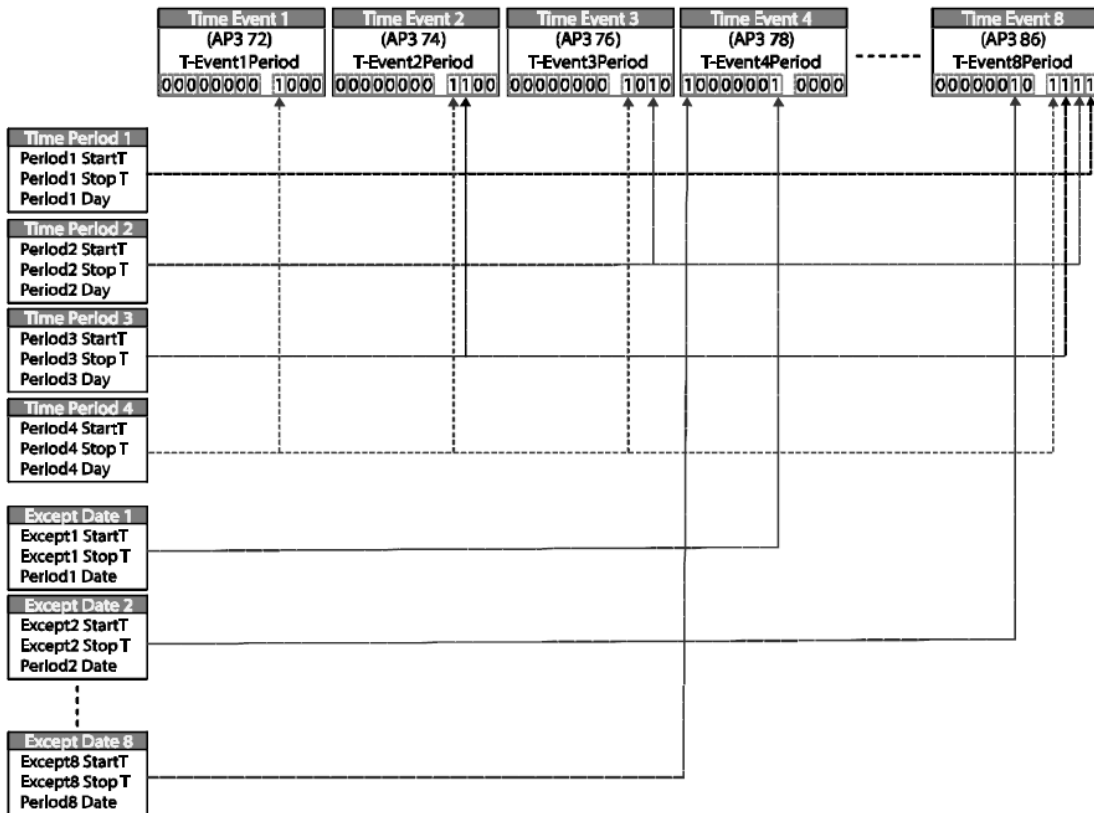 Time Event 1
(AP3 72)
T-Event1Period
00000000 1000
Time Event 2
(AP3 74)
T-Event2Period
00000000 1100
Time Event 3
(AP3 76)
T-Event3Period
00000000 1010
Time Event 4
(AP3 78)
T-Event4Period
10000001 0000
Time Event 8
(AP3 86)
T-Event8Period
00000010 1111
Time Period 1
Period1 StartT
Period1 Stop T
Period1 Day
Time Period 2
Period2 StartT
Period2 Stop T
Period2 Day
Time Period 3
Period3 StartT
Period3 Stop T
Period3 Day
Time Period 4
Period4 StartT
Period4 Stop T
Period4 Day
Except Date 1
Except1 StartT
Except1 Stop T
Period1 Date
Except Date 2
Except2 StartT
Except2 Stop T
Period2 Date
Except Date 8
Except8 StartT
Except8 Stop T
Period8 Date